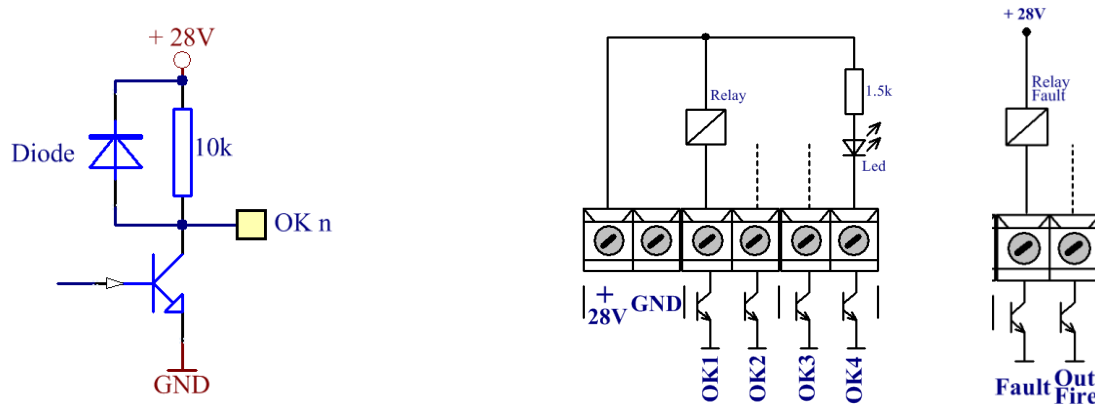 + 28V
Diode
10k
OK n
GND
Relay
1.5k
Led
+
28V
GND
OK1
OK2
OK3
OK4
+ 28V
Relay
Fault
Fault
Out
Fire